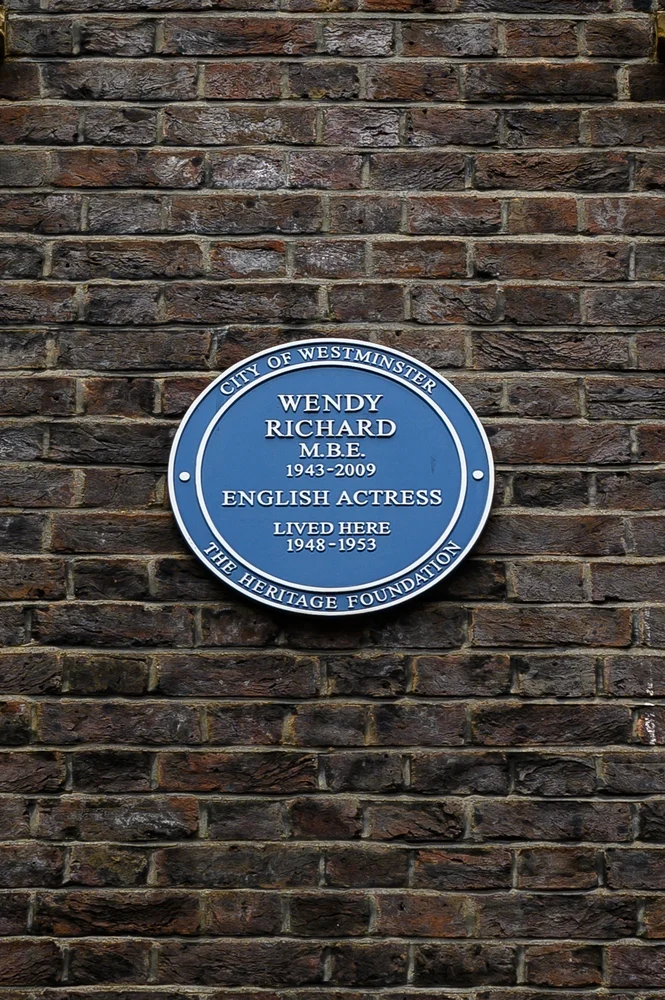 CITY OF WESTMINSTER
WENDY
RICHARD
M.B.E.
1943-2009
ENGLISH ACTRESS
LIVED HERE
1948-1953
THE HERITAGE FOUNDATION